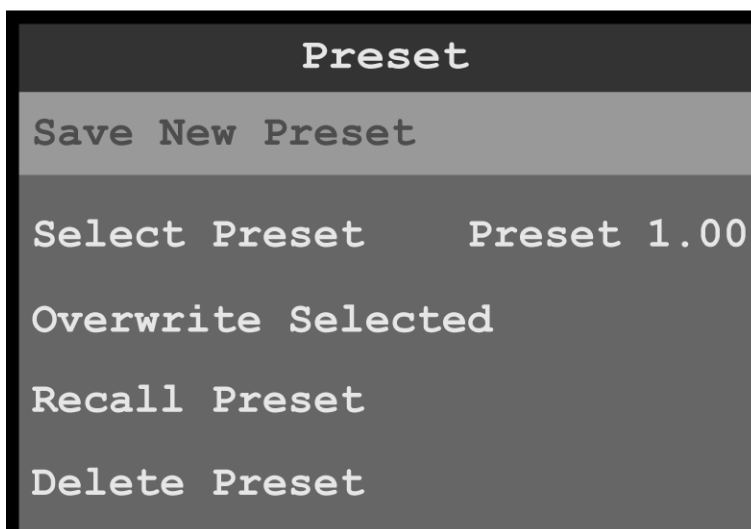 Preset
Save New Preset
Select Preset Preset 1.00
Overwrite Selected
Recall Preset
Delete Preset